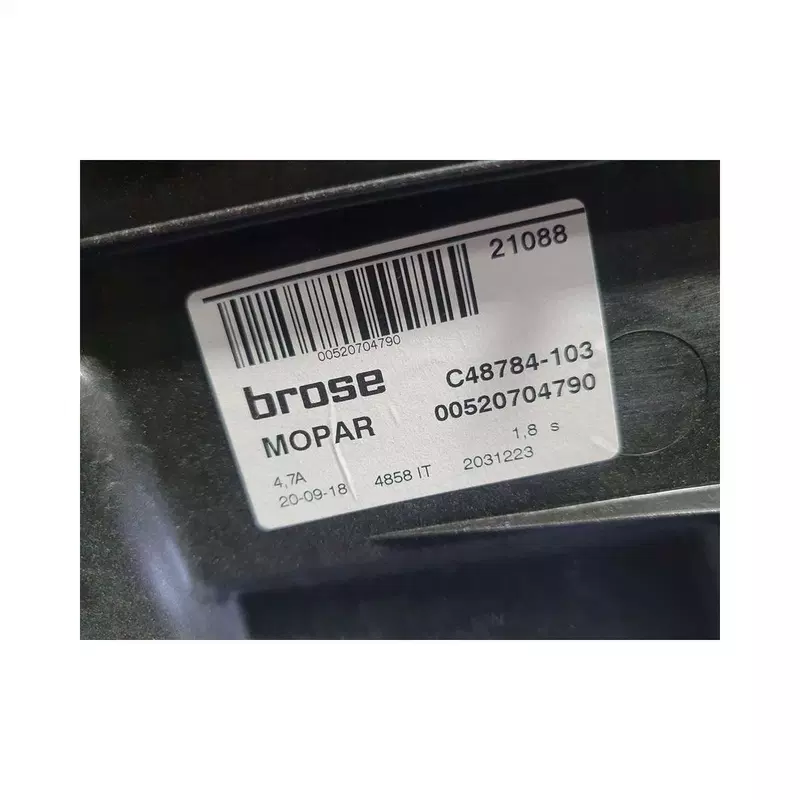 21088
00520704790
brose C48784-103
MOPAR 00520704790
4,7A 1,8 s
20-09-18 4858 IT 2031223